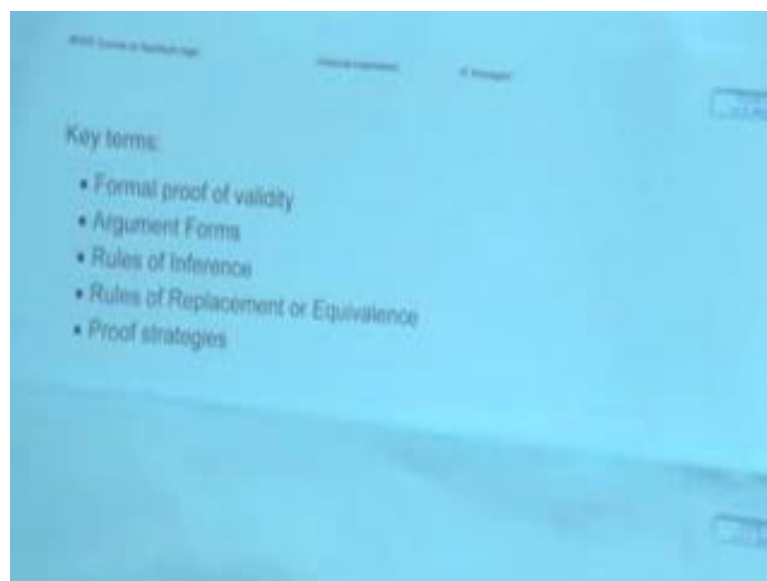 Key terms:
• Formal proof of validity
• Argument Forms
• Rules of Inference
• Rules of Replacement or Equivalence
• Proof strategies